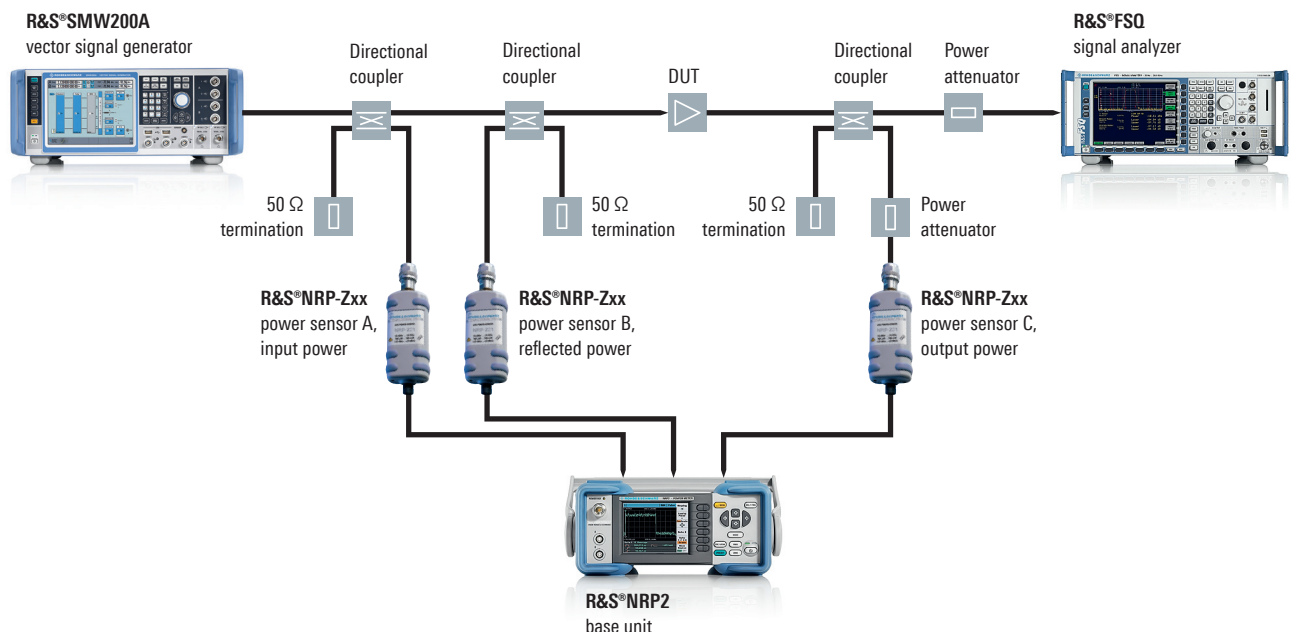 R&S®SMW200A
vector signal generator
Directional
coupler
Directional
coupler
DUT
Directional
coupler
Power
attenuator
R&S®FSQ
signal analyzer
50 Ω
termination
50 Ω
termination
50 Ω
termination
Power
attenuator
R&S®NRP-Zxx
power sensor A,
input power
R&S®NRP-Zxx
power sensor B,
reflected power
R&S®NRP-Zxx
power sensor C,
output power
R&S®NRP2
base unit